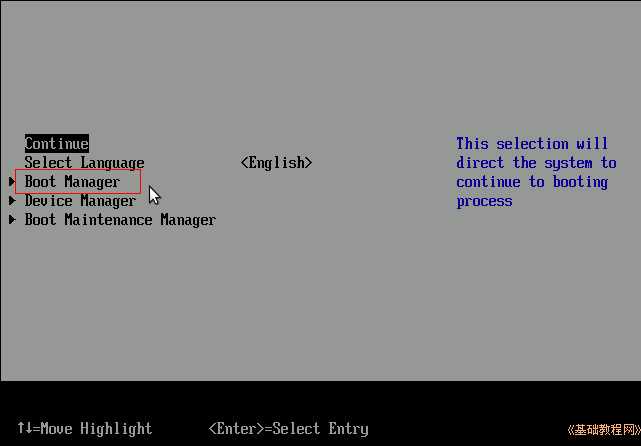 Continue
Select Language <English>
Boot Manager
Device Manager
Boot Maintenance Manager
This selection will
direct the system to
continue to booting
process
↑↓=Move Highlight <Enter>=Select Entry
《基础教程网》